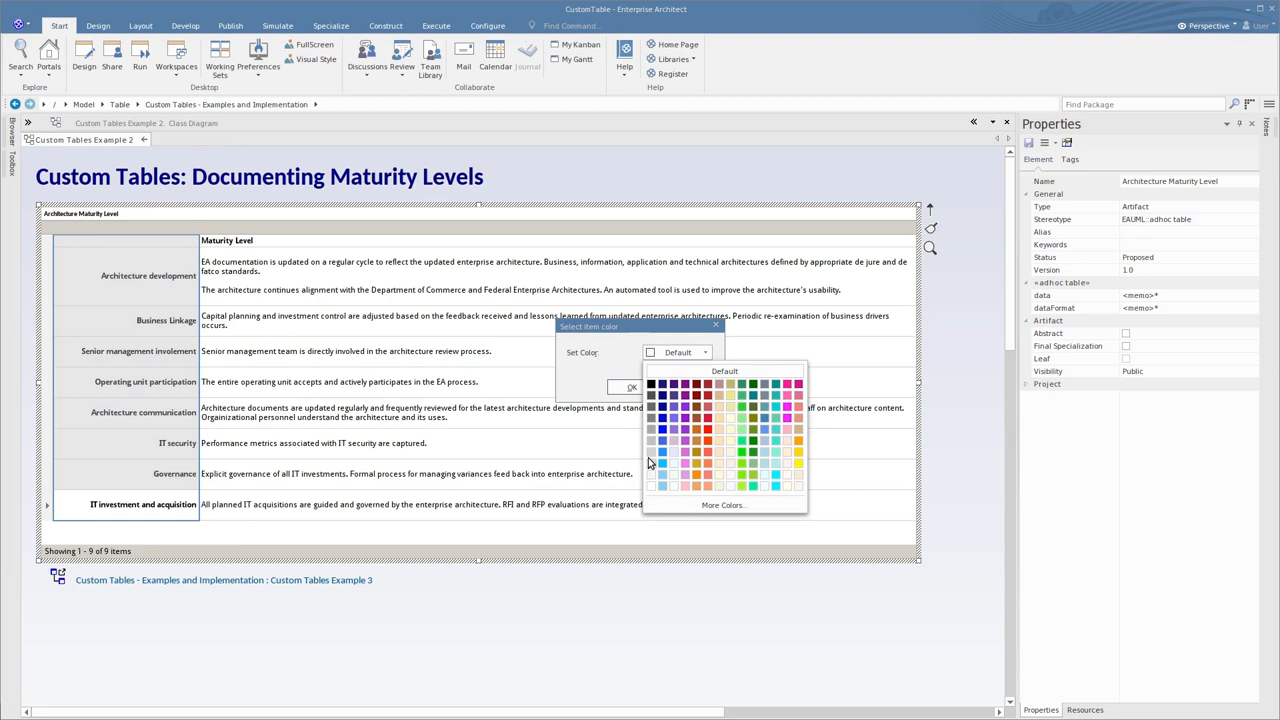 CustomTable - Enterprise Architect
Start Design Layout Develop Publish Simulate Specialize Construct Execute Configure Find Command... Perspective User
Search Portals Design Share Run Workspaces Working Sets Preferences FullScreen Visual Style Discussions Review Team Library Mail Calendar Journal My Kanban My Gantt Help Home Page Libraries Register
Explore Desktop Collaborate Help
/ Model Table Custom Tables - Examples and Implementation Find Package
Custom Tables Example 2. Class Diagram
Custom Tables Example 2
Browser
Toolbox
Notes
Custom Tables: Documenting Maturity Levels
Architecture Maturity Level
Maturity Level
Architecture development
EA documentation is updated on a regular cycle to reflect the updated enterprise architecture. Business, information, application and technical architectures defined by appropriate de jure and de
fatco standards.
The architecture continues alignment with the Department of Commerce and Federal Enterprise Architectures. An automated tool is used to improve the architecture's usability.
Business Linkage
Capital planning and investment control are adjusted based on the feedback received and lessons learned from updated enterprise architectures. Periodic re-examination of business drivers
occurs.
Senior management involement Senior management team is directly involved in the architecture review process.
Operating unit participation The entire operating unit accepts and actively participates in the EA process.
Architecture communication
Architecture documents are updated regularly and frequently reviewed for the latest architecture developments and stand
ff on architecture content.
Orgaizational personnel understand the architecture and its uses.
IT security Performance metrics associated with IT security are captured.
Governance Explicit governance of all IT investments. Formal process for managing variances feed back into enterprise architecture.
IT investment and acquisition All planned IT acquisitions are guided and governed by the enterprise architecture. RFI and RFP evaluations are integrated
Showing 1 - 9 of 9 items
Custom Tables - Examples and Implementation : Custom Tables Example 3
Select item color
Set Color: Default
OK
Default
More Colors...
Properties
Element Tags
Name Architecture Maturity Level
General
Type Artifact
Stereotype EAUML::adhoc table
Alias
Keywords
Status Proposed
Version 1.0
«adhoc table»
data <memo>*
dataFormat <memo>*
Artifact
Abstract
Final Specialization
Leaf
Visibility Public
Project
Properties Resources